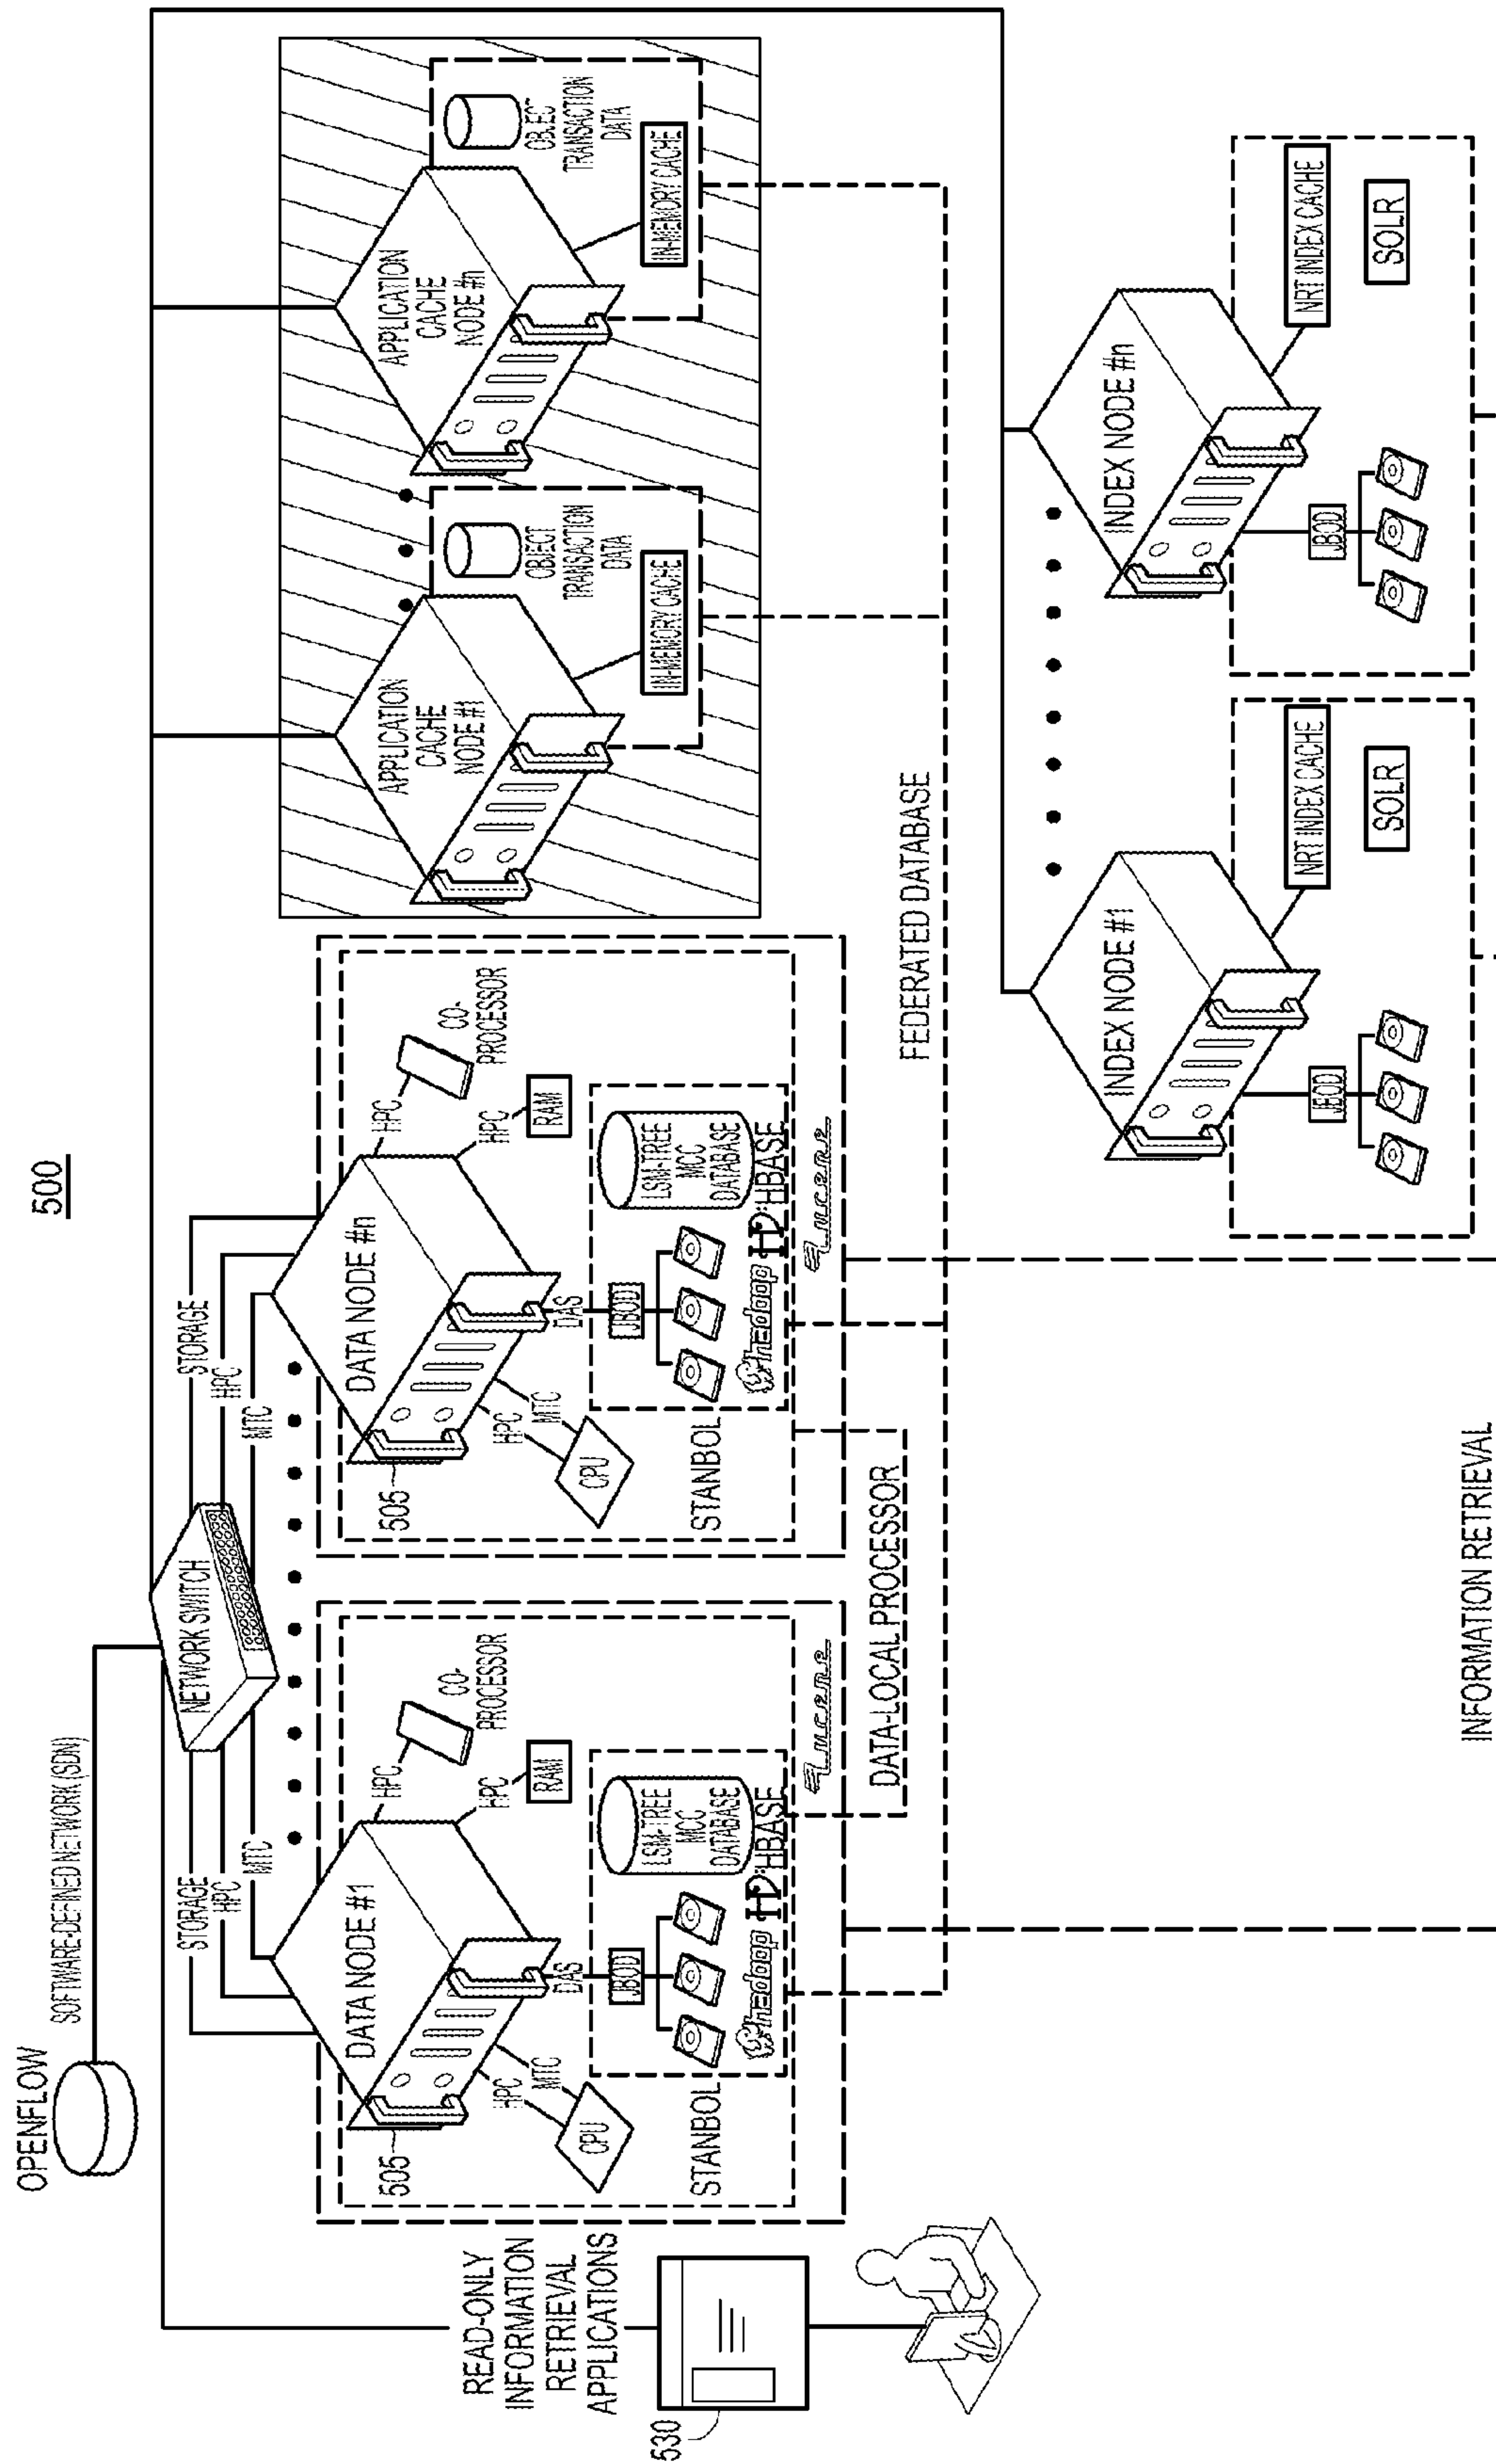 500
OPENFLOW
SOFTWARE-DEFINED NETWORK (SDN)
NETWORK SWITCH
STORAGE
HPC
MTC
STORAGE
HPC
MTC
READ-ONLY
INFORMATION
RETRIEVAL
APPLICATIONS
530
DATA NODE #1
505
HPC
CO-
PROCESSOR
HPC
RAM
HPC
MTC
CPU
DAS
JBOD
LSM-TREE
MCC
DATABASE
STANBOL
hadoop
HBASE
Lucene
DATA NODE #n
505
HPC
CO-
PROCESSOR
HPC
RAM
HPC
MTC
CPU
DAS
JBOD
LSM-TREE
MCC
DATABASE
STANBOL
hadoop
HBASE
Lucene
DATA-LOCAL PROCESSOR
FEDERATED DATABASE
APPLICATION
CACHE
NODE #1
OBJECT
TRANSACTION
DATA
IN-MEMORY CACHE
APPLICATION
CACHE
NODE #n
OBJECT
TRANSACTION
DATA
IN-MEMORY CACHE
INDEX NODE #1
NRT INDEX CACHE
JBOD
SOLR
INDEX NODE #n
NRT INDEX CACHE
JBOD
SOLR
INFORMATION RETRIEVAL